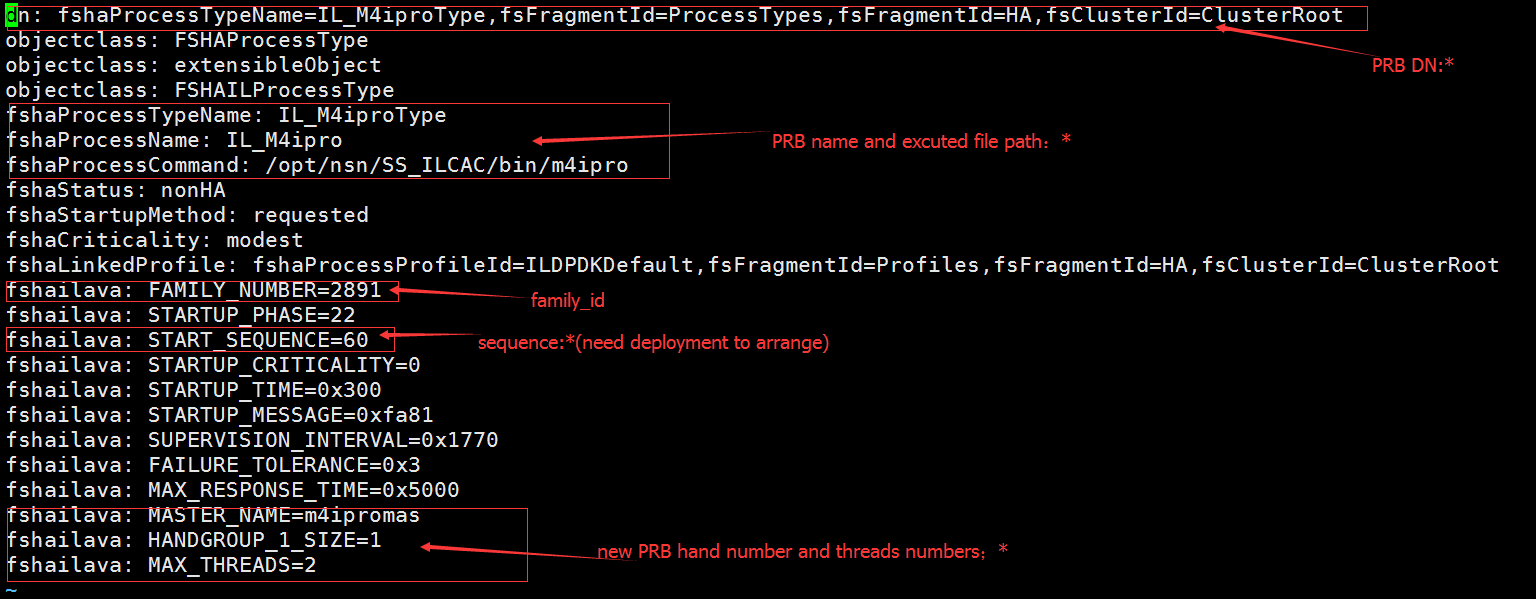 dn: fshaProcessTypeName=IL_M4iproType,fsFragmentId=ProcessTypes,fsFragmentId=HA,fsClusterId=ClusterRoot
objectclass: FSHAProcessType
objectclass: extensibleObject
PRB DN:*
objectclass: FSHAILProcessType
fshaProcessTypeName: IL_M4iproType
fshaProcessName: IL_M4ipro
PRB name and excuted file path：*
fshaProcessCommand: /opt/nsn/SS_ILCAC/bin/m4ipro
fshaStatus: nonHA
fshaStartupMethod: requested
fshaCriticality: modest
fshaLinkedProfile: fshaProcessProfileId=ILDPDKDefault,fsFragmentId=Profiles,fsFragmentId=HA,fsClusterId=ClusterRoot
fshailava: FAMILY_NUMBER=2891
family_id
fshailava: STARTUP_PHASE=22
fshailava: START_SEQUENCE=60
sequence:*(need deployment to arrange)
fshailava: STARTUP_CRITICALITY=0
fshailava: STARTUP_TIME=0x300
fshailava: STARTUP_MESSAGE=0xfa81
fshailava: SUPERVISION_INTERVAL=0x1770
fshailava: FAILURE_TOLERANCE=0x3
fshailava: MAX_RESPONSE_TIME=0x5000
fshailava: MASTER_NAME=m4ipromas
fshailava: HANDGROUP_1_SIZE=1
new PRB hand number and threads numbers；*
fshailava: MAX_THREADS=2
~